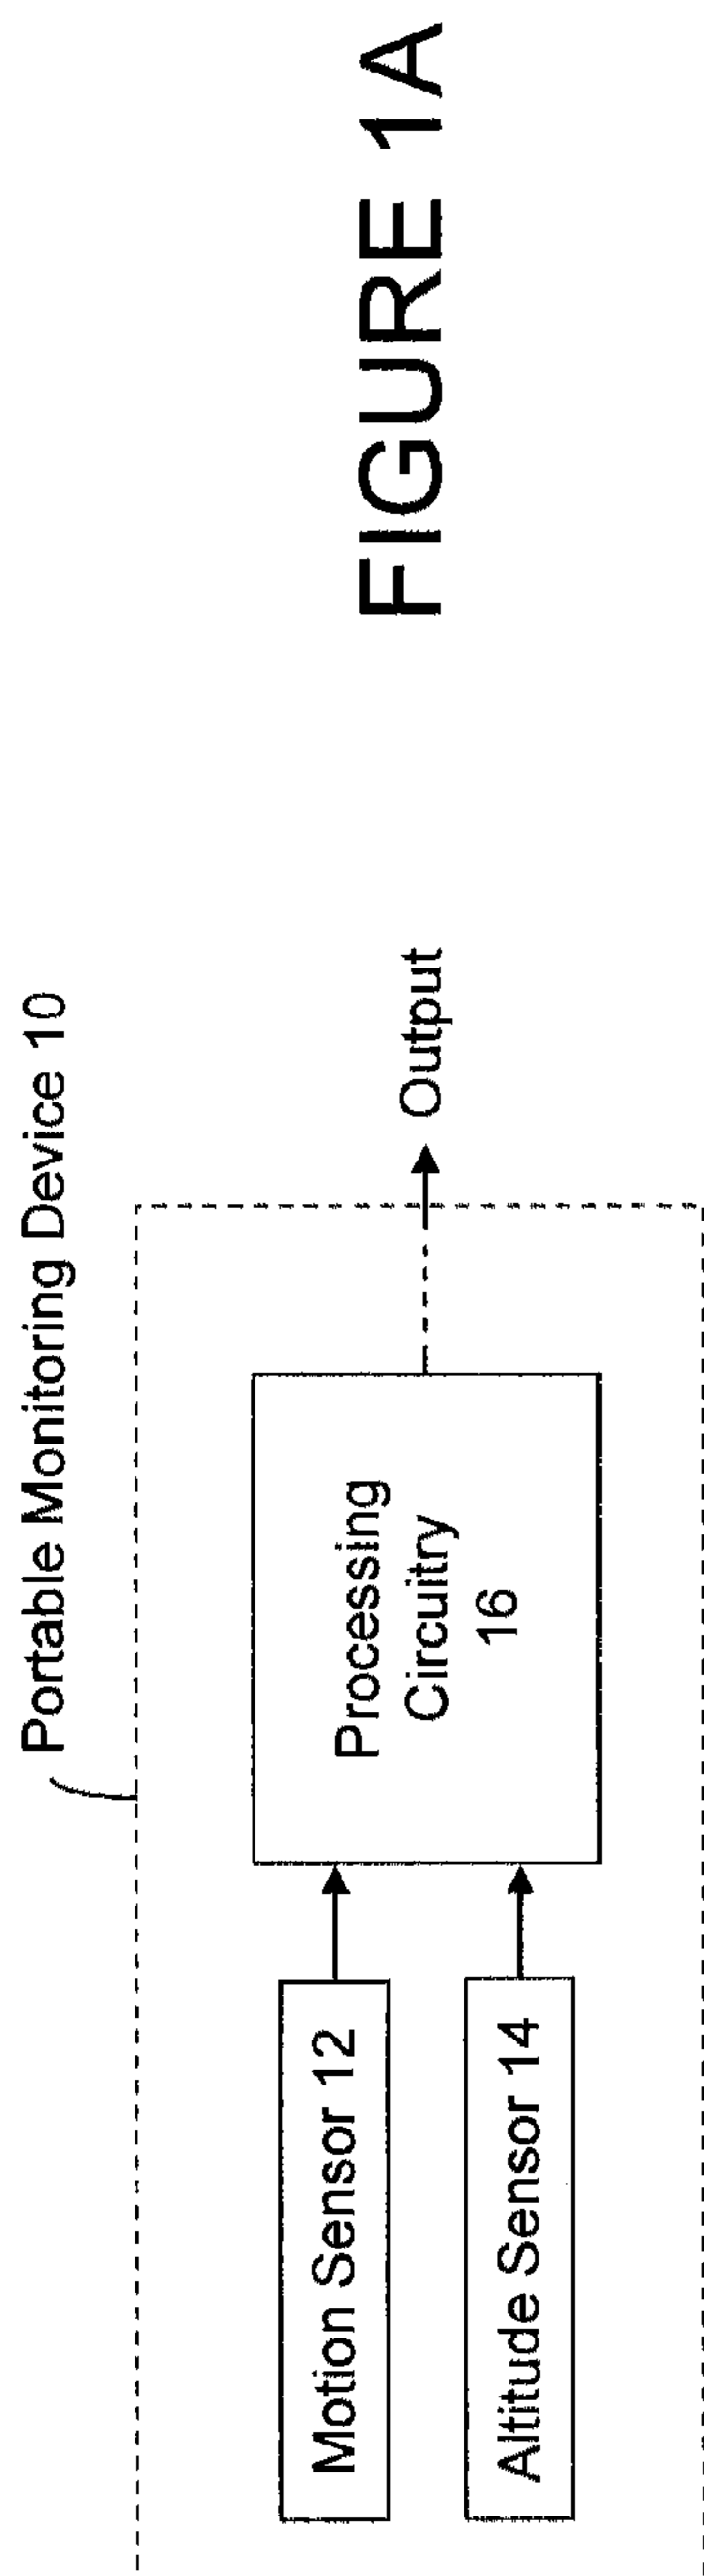 Portable Monitoring Device 10
Motion Sensor 12
Altitude Sensor 14
Processing
Circuitry
16
Output
FIGURE 1A